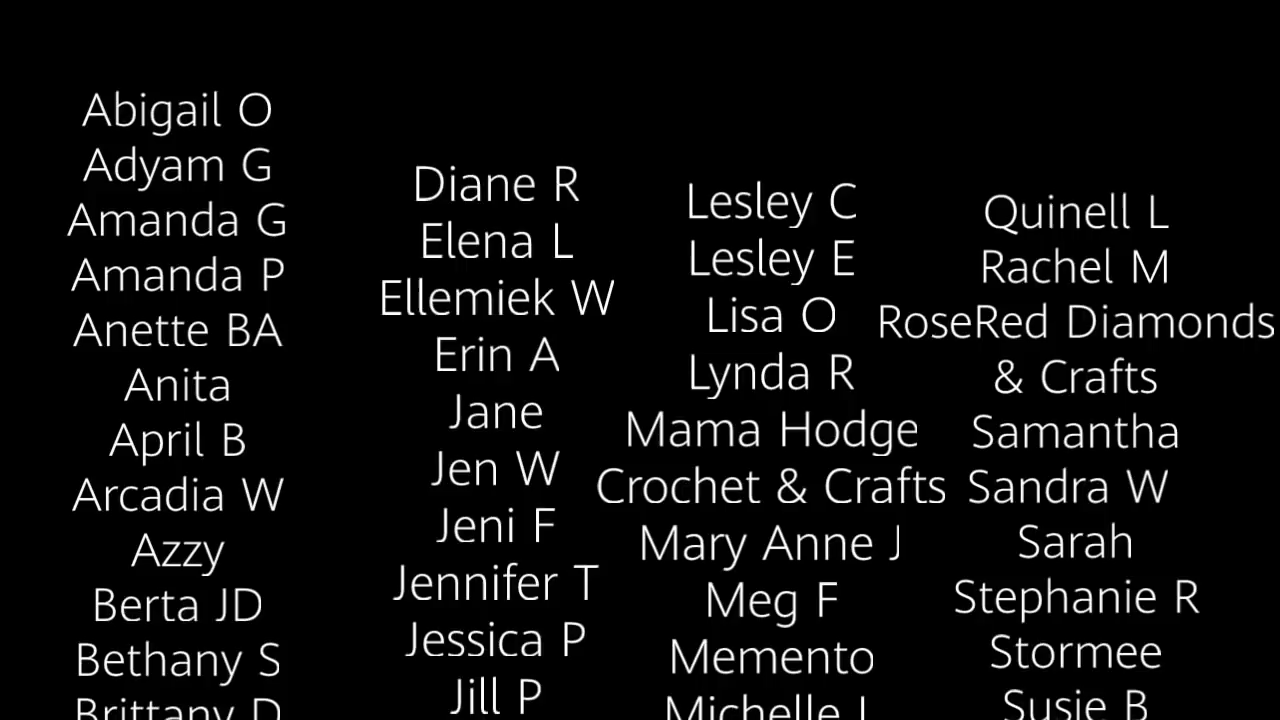 Abigail O
Adyam G
Amanda G
Amanda P
Anette BA
Anita
April B
Arcadia W
Azzy
Berta JD
Bethany S
Brittany D
Diane R
Elena L
Ellemiek W
Erin A
Jane
Jen W
Jeni F
Jennifer T
Jessica P
Jill P
Lesley C
Lesley E
Lisa O
Lynda R
Mama Hodge
Crochet & Crafts
Mary Anne J
Meg F
Memento
Michelle
Quinell L
Rachel M
RoseRed Diamonds
& Crafts
Samantha
Sandra W
Sarah
Stephanie R
Stormee
Susie B